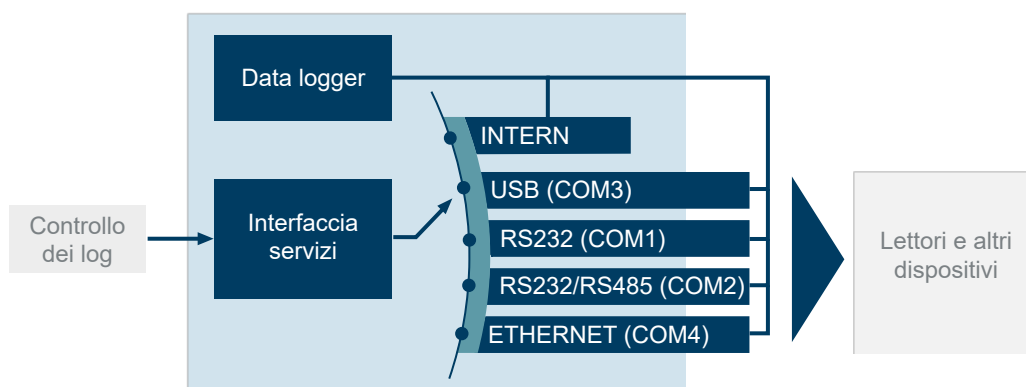 Data logger
INTERN
USB (COM3)
Controllo
dei log
Interfaccia
servizi
RS232 (COM1)
RS232/RS485 (COM2)
ETHERNET (COM4)
Lettori e altri
dispositivi